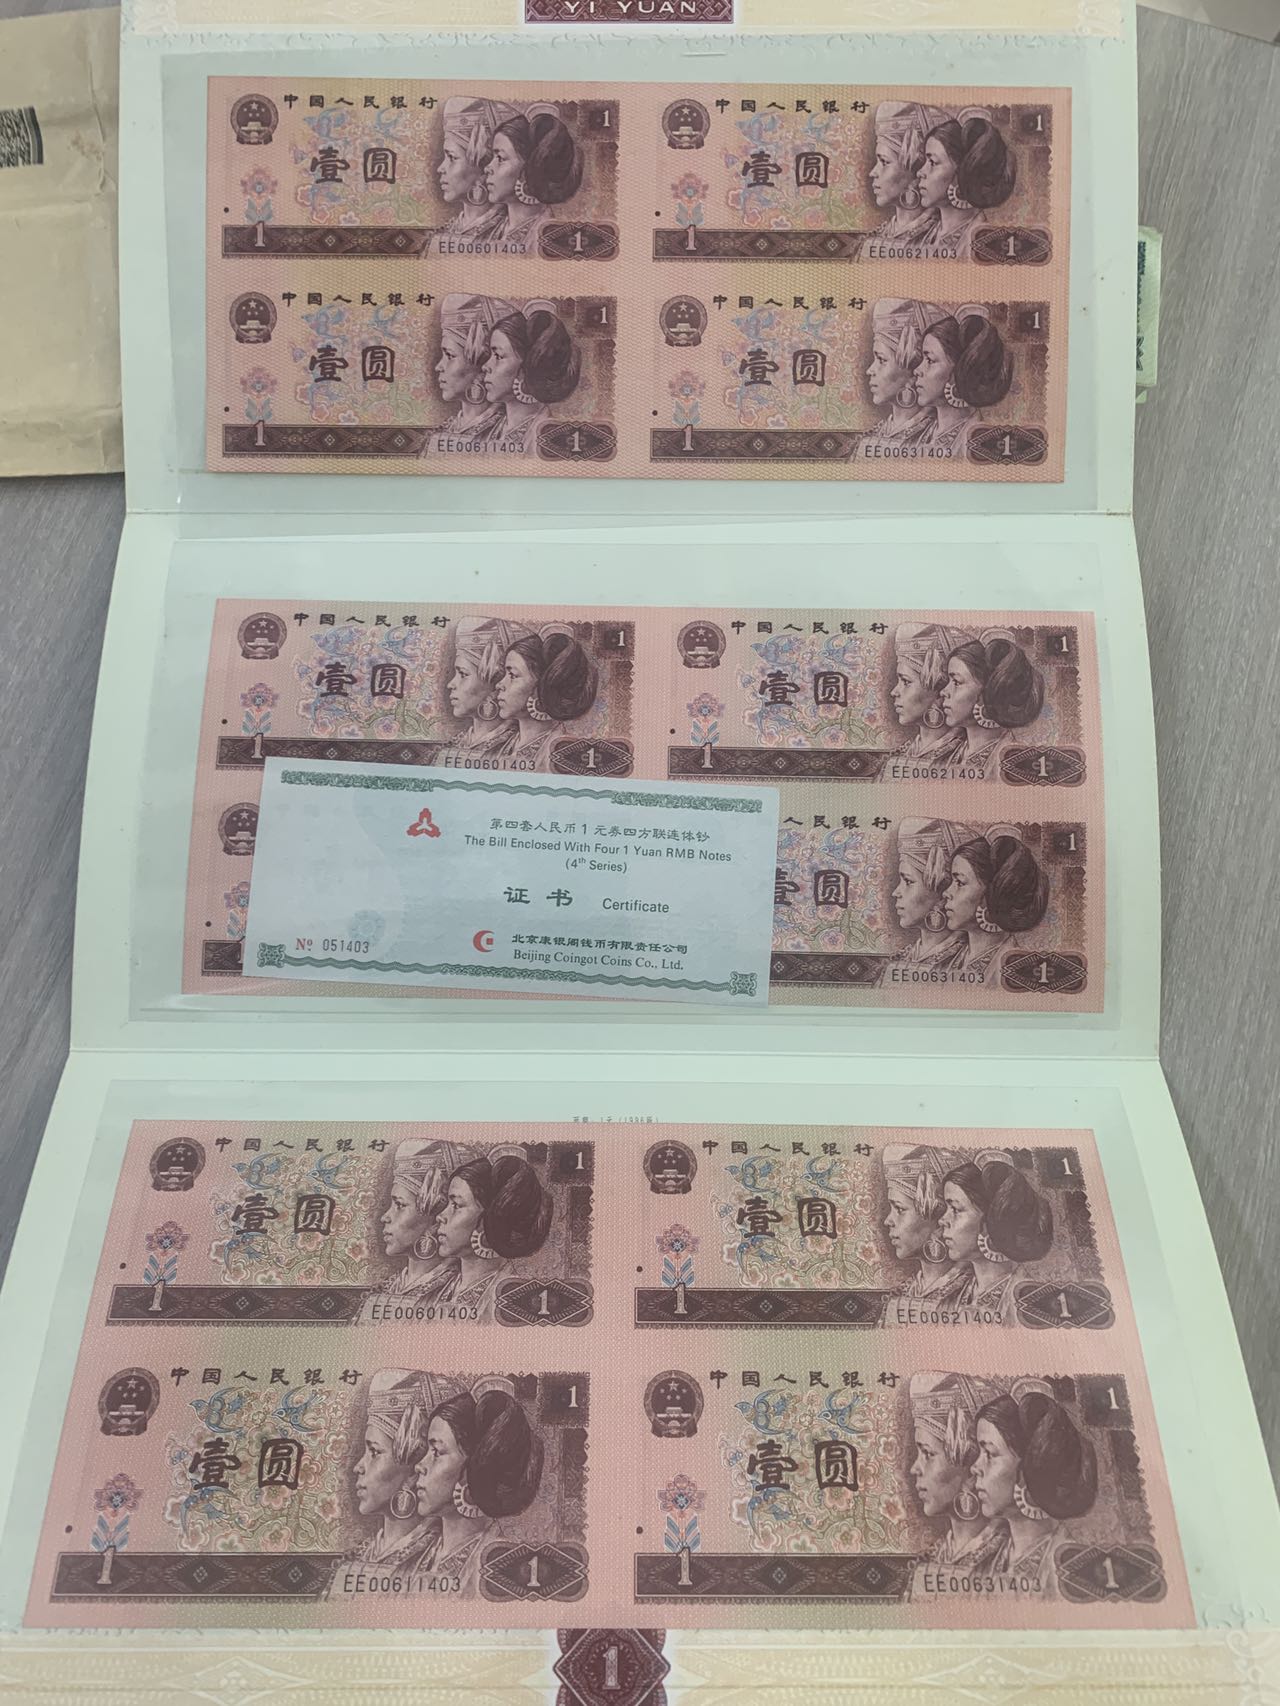 YI YUAN
中国人民银行 1
壹圆
1 EE00601403 1
中国人民银行 1
壹圆
1 EE00621403 1
中国人民银行 1
壹圆
1 EE00611403 1
中国人民银行 1
壹圆
1 EE00631403 1
中国人民银行 1
壹圆
1 EE00601403 1
中国人民银行 1
壹圆
1 EE00621403 1
第四套人民币1元券四方联连体钞
The Bill Enclosed With Four 1 Yuan RMB Notes
(4th Series)
证书 Certificate
Nº 051403
北京康银阁钱币有限责任公司
Beijing Coingot Coins Co., Ltd.
民银行 1
壹圆
EE00631403 1
中国人民银行 1
壹圆
1 EE00601403 1
中国人民银行 1
壹圆
1 EE00621403 1
中国人民银行 1
壹圆
1 EE00611403 1
中国人民银行 1
壹圆
1 EE00631403 1
1